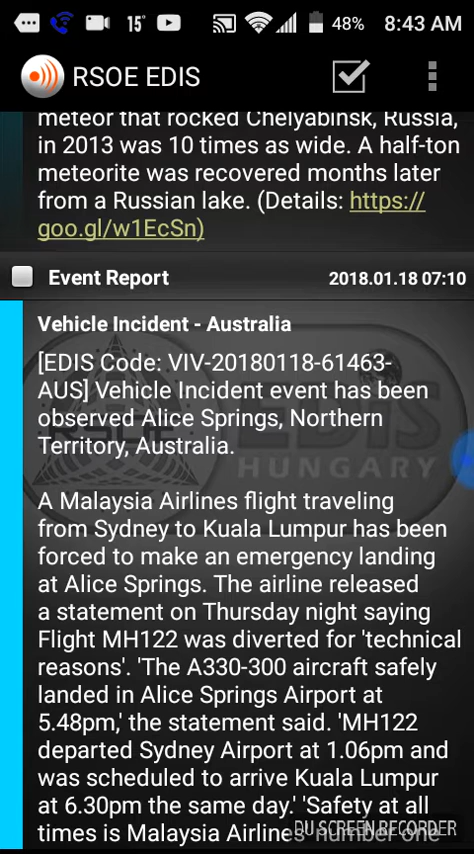 15°
48%
8:43 AM
RSOE EDIS
meteor that rocked Chelyabinsk, Russia,
in 2013 was 10 times as wide. A half-ton
meteorite was recovered months later
from a Russian lake. (Details: https://
goo.gl/w1EcSn)
Event Report
2018.01.18 07:10
Vehicle Incident - Australia
[EDIS Code: VIV-20180118-61463-
AUS] Vehicle Incident event has been
observed Alice Springs, Northern
Territory, Australia.
EDIS
HUNGARY
A Malaysia Airlines flight traveling
from Sydney to Kuala Lumpur has been
forced to make an emergency landing
at Alice Springs. The airline released
a statement on Thursday night saying
Flight MH122 was diverted for 'technical
reasons'. 'The A330-300 aircraft safely
landed in Alice Springs Airport at
5.48pm,' the statement said. 'MH122
departed Sydney Airport at 1.06pm and
was scheduled to arrive Kuala Lumpur
at 6.30pm the same day.' 'Safety at all
times is Malaysia Airlines' number one
DU SCREEN RECORDER